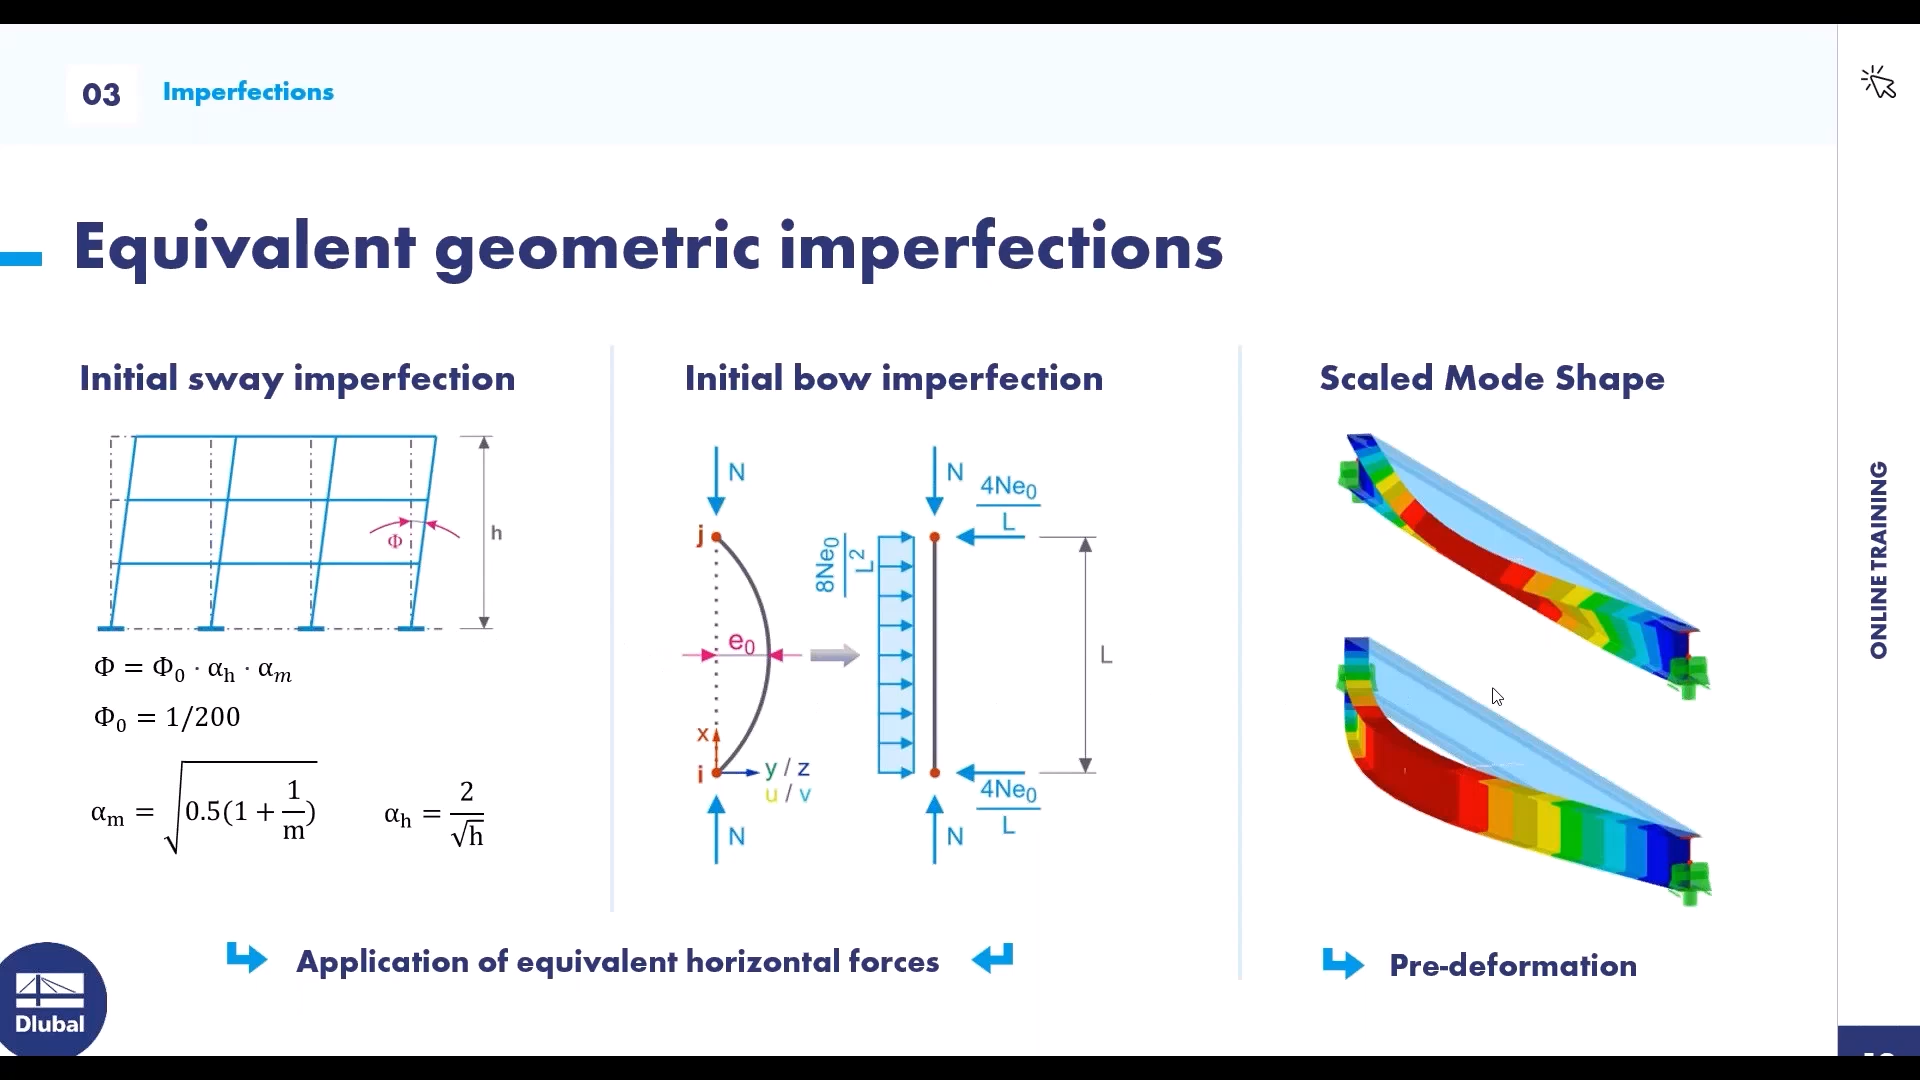 03
Imperfections
Equivalent geometric imperfections
Initial sway imperfection
h
Φ
Φ = Φ₀ · αₕ · αₘ
Φ₀ = 1/200
αₘ = √0.5(1 + 1/m)
αₕ = 2/√h
Initial bow imperfection
N
j
e₀
x
i
y / z
u / v
N
N
4Ne₀/L
8Ne₀/L²
L
4Ne₀/L
N
Scaled Mode Shape
Application of equivalent horizontal forces
Pre-deformation
Dlubal
ONLINE TRAINING